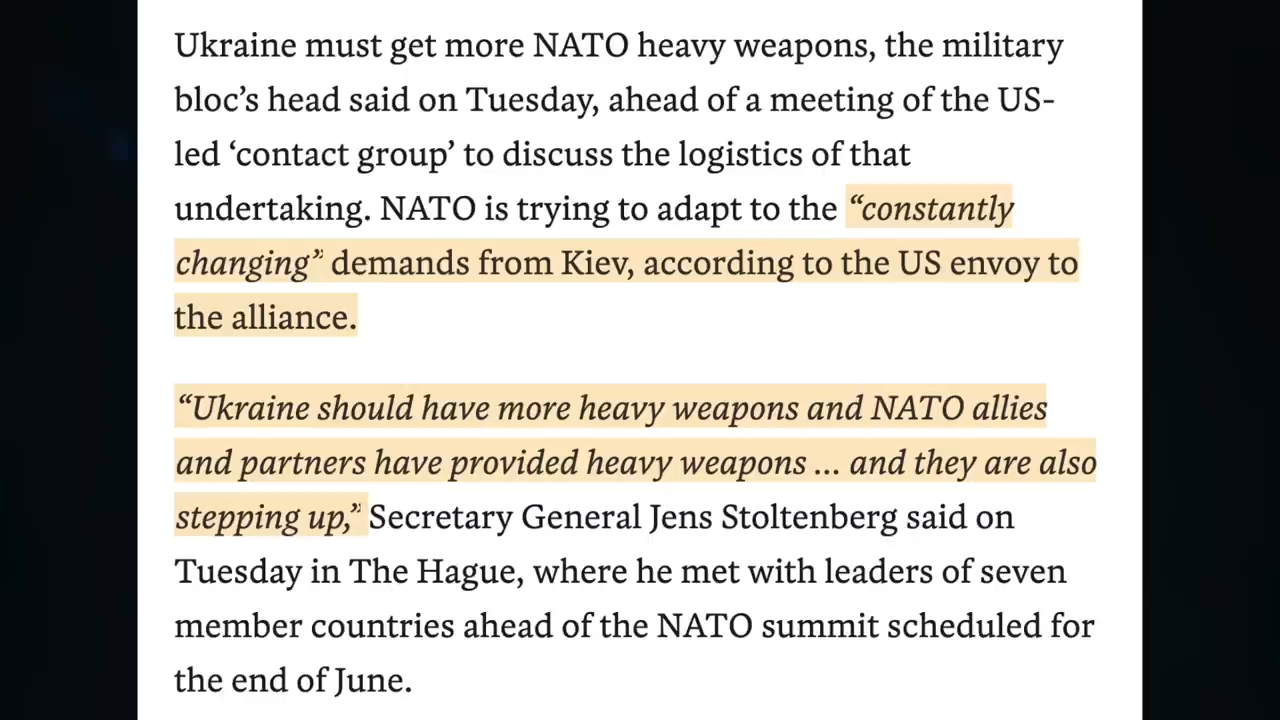 Ukraine must get more NATO heavy weapons, the military
bloc’s head said on Tuesday, ahead of a meeting of the US-
led ‘contact group’ to discuss the logistics of that
undertaking. NATO is trying to adapt to the “constantly
changing” demands from Kiev, according to the US envoy to
the alliance.
“Ukraine should have more heavy weapons and NATO allies
and partners have provided heavy weapons ... and they are also
stepping up,” Secretary General Jens Stoltenberg said on
Tuesday in The Hague, where he met with leaders of seven
member countries ahead of the NATO summit scheduled for
the end of June.